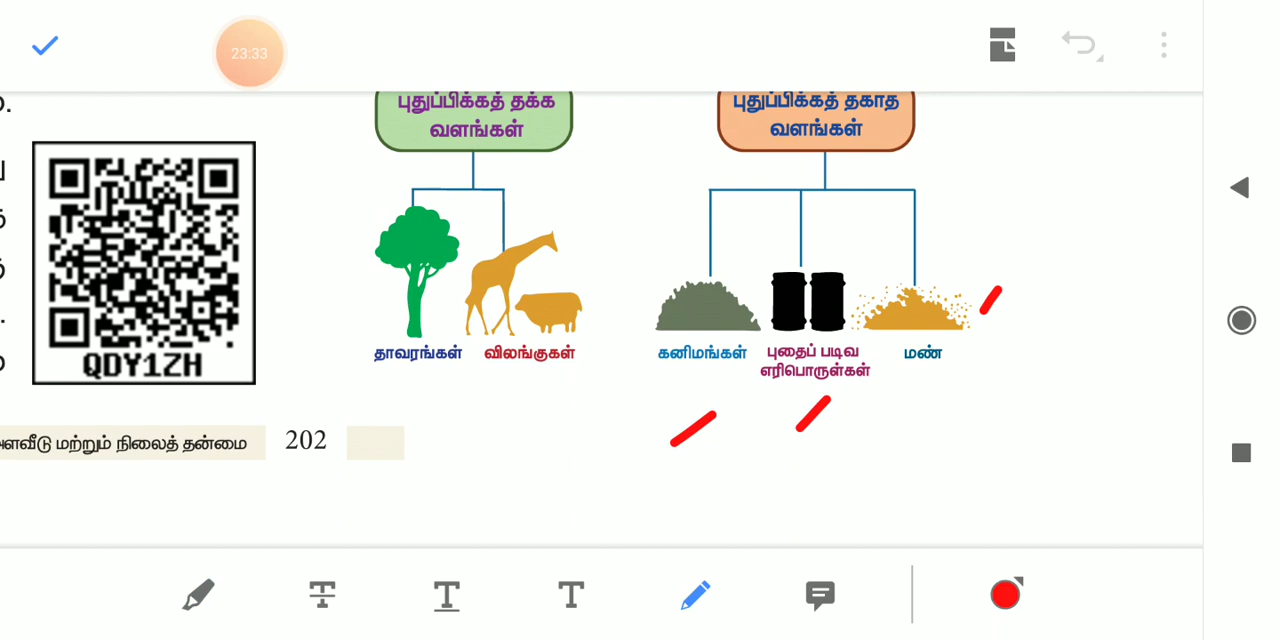 23:33
புதுப்பிக்கத் தக்க
வளங்கள்
புதுப்பிக்கத் தகாத
வளங்கள்
QDY1ZH
தாவரங்கள்
விலங்குகள்
கனிமங்கள்
புதைப் படிவ
எரிபொருள்கள்
மண்
மற்றும் நிலைத் தன்மை
202